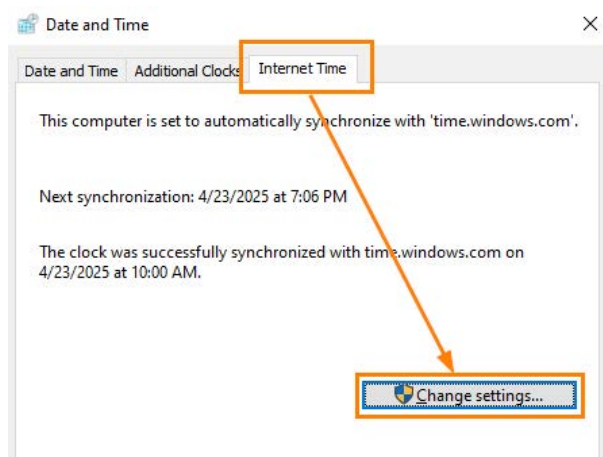 Date and Time
Date and Time Additional Clocks Internet Time
This computer is set to automatically synchronize with 'time.windows.com'.
Next synchronization: 4/23/2025 at 7:06 PM
The clock was successfully synchronized with time.windows.com on
4/23/2025 at 10:00 AM.
Change settings...